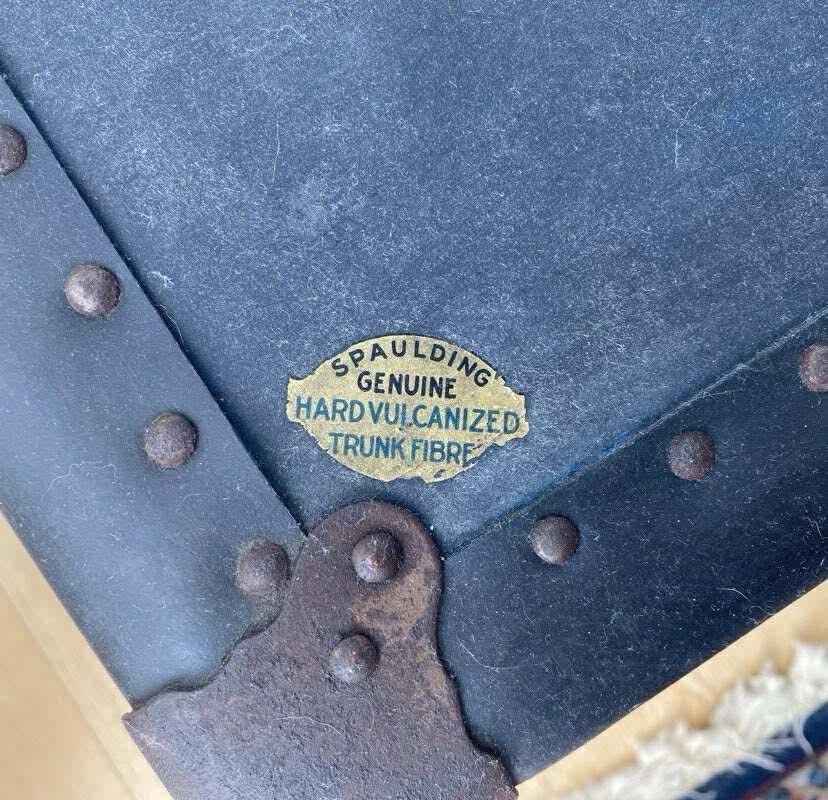 SPAULDING
GENUINE
HARD VULCANIZED
TRUNK FIBRE